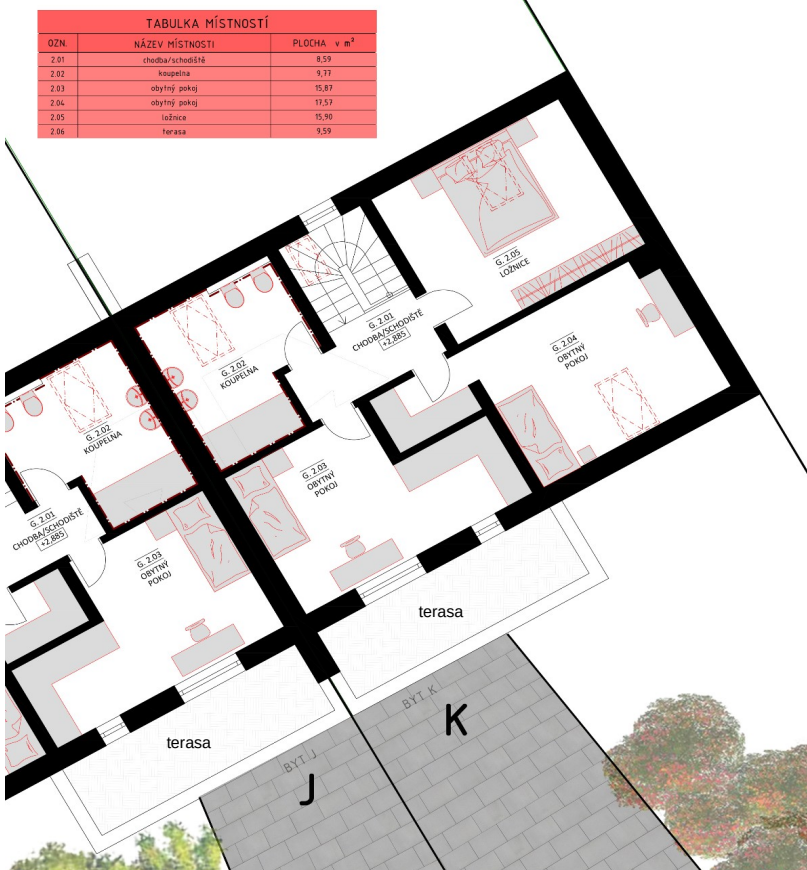 TABULKA MÍSTNOSTÍ
OZN. NÁZEV MÍSTNOSTI PLOCHA v m²
2.01 chodba/schodiště 8,59
2.02 koupelna 9,77
2.03 obytný pokoj 15,87
2.04 obytný pokoj 17,57
2.05 ložnice 15,90
2.06 terasa 9,59
G. 2.05
LOŽNICE
G. 2.01
CHODBA/SCHODIŠTĚ
+2,885
G. 2.04
OBYTNÝ
POKOJ
G. 2.02
KOUPELNA
G. 2.03
OBYTNÝ
POKOJ
G. 2.02
KOUPELNA
G. 2.01
CHODBA/SCHODIŠTĚ
+2,885
G. 2.03
OBYTNÝ
POKOJ
terasa
terasa
BYT K
K
BYT J
J